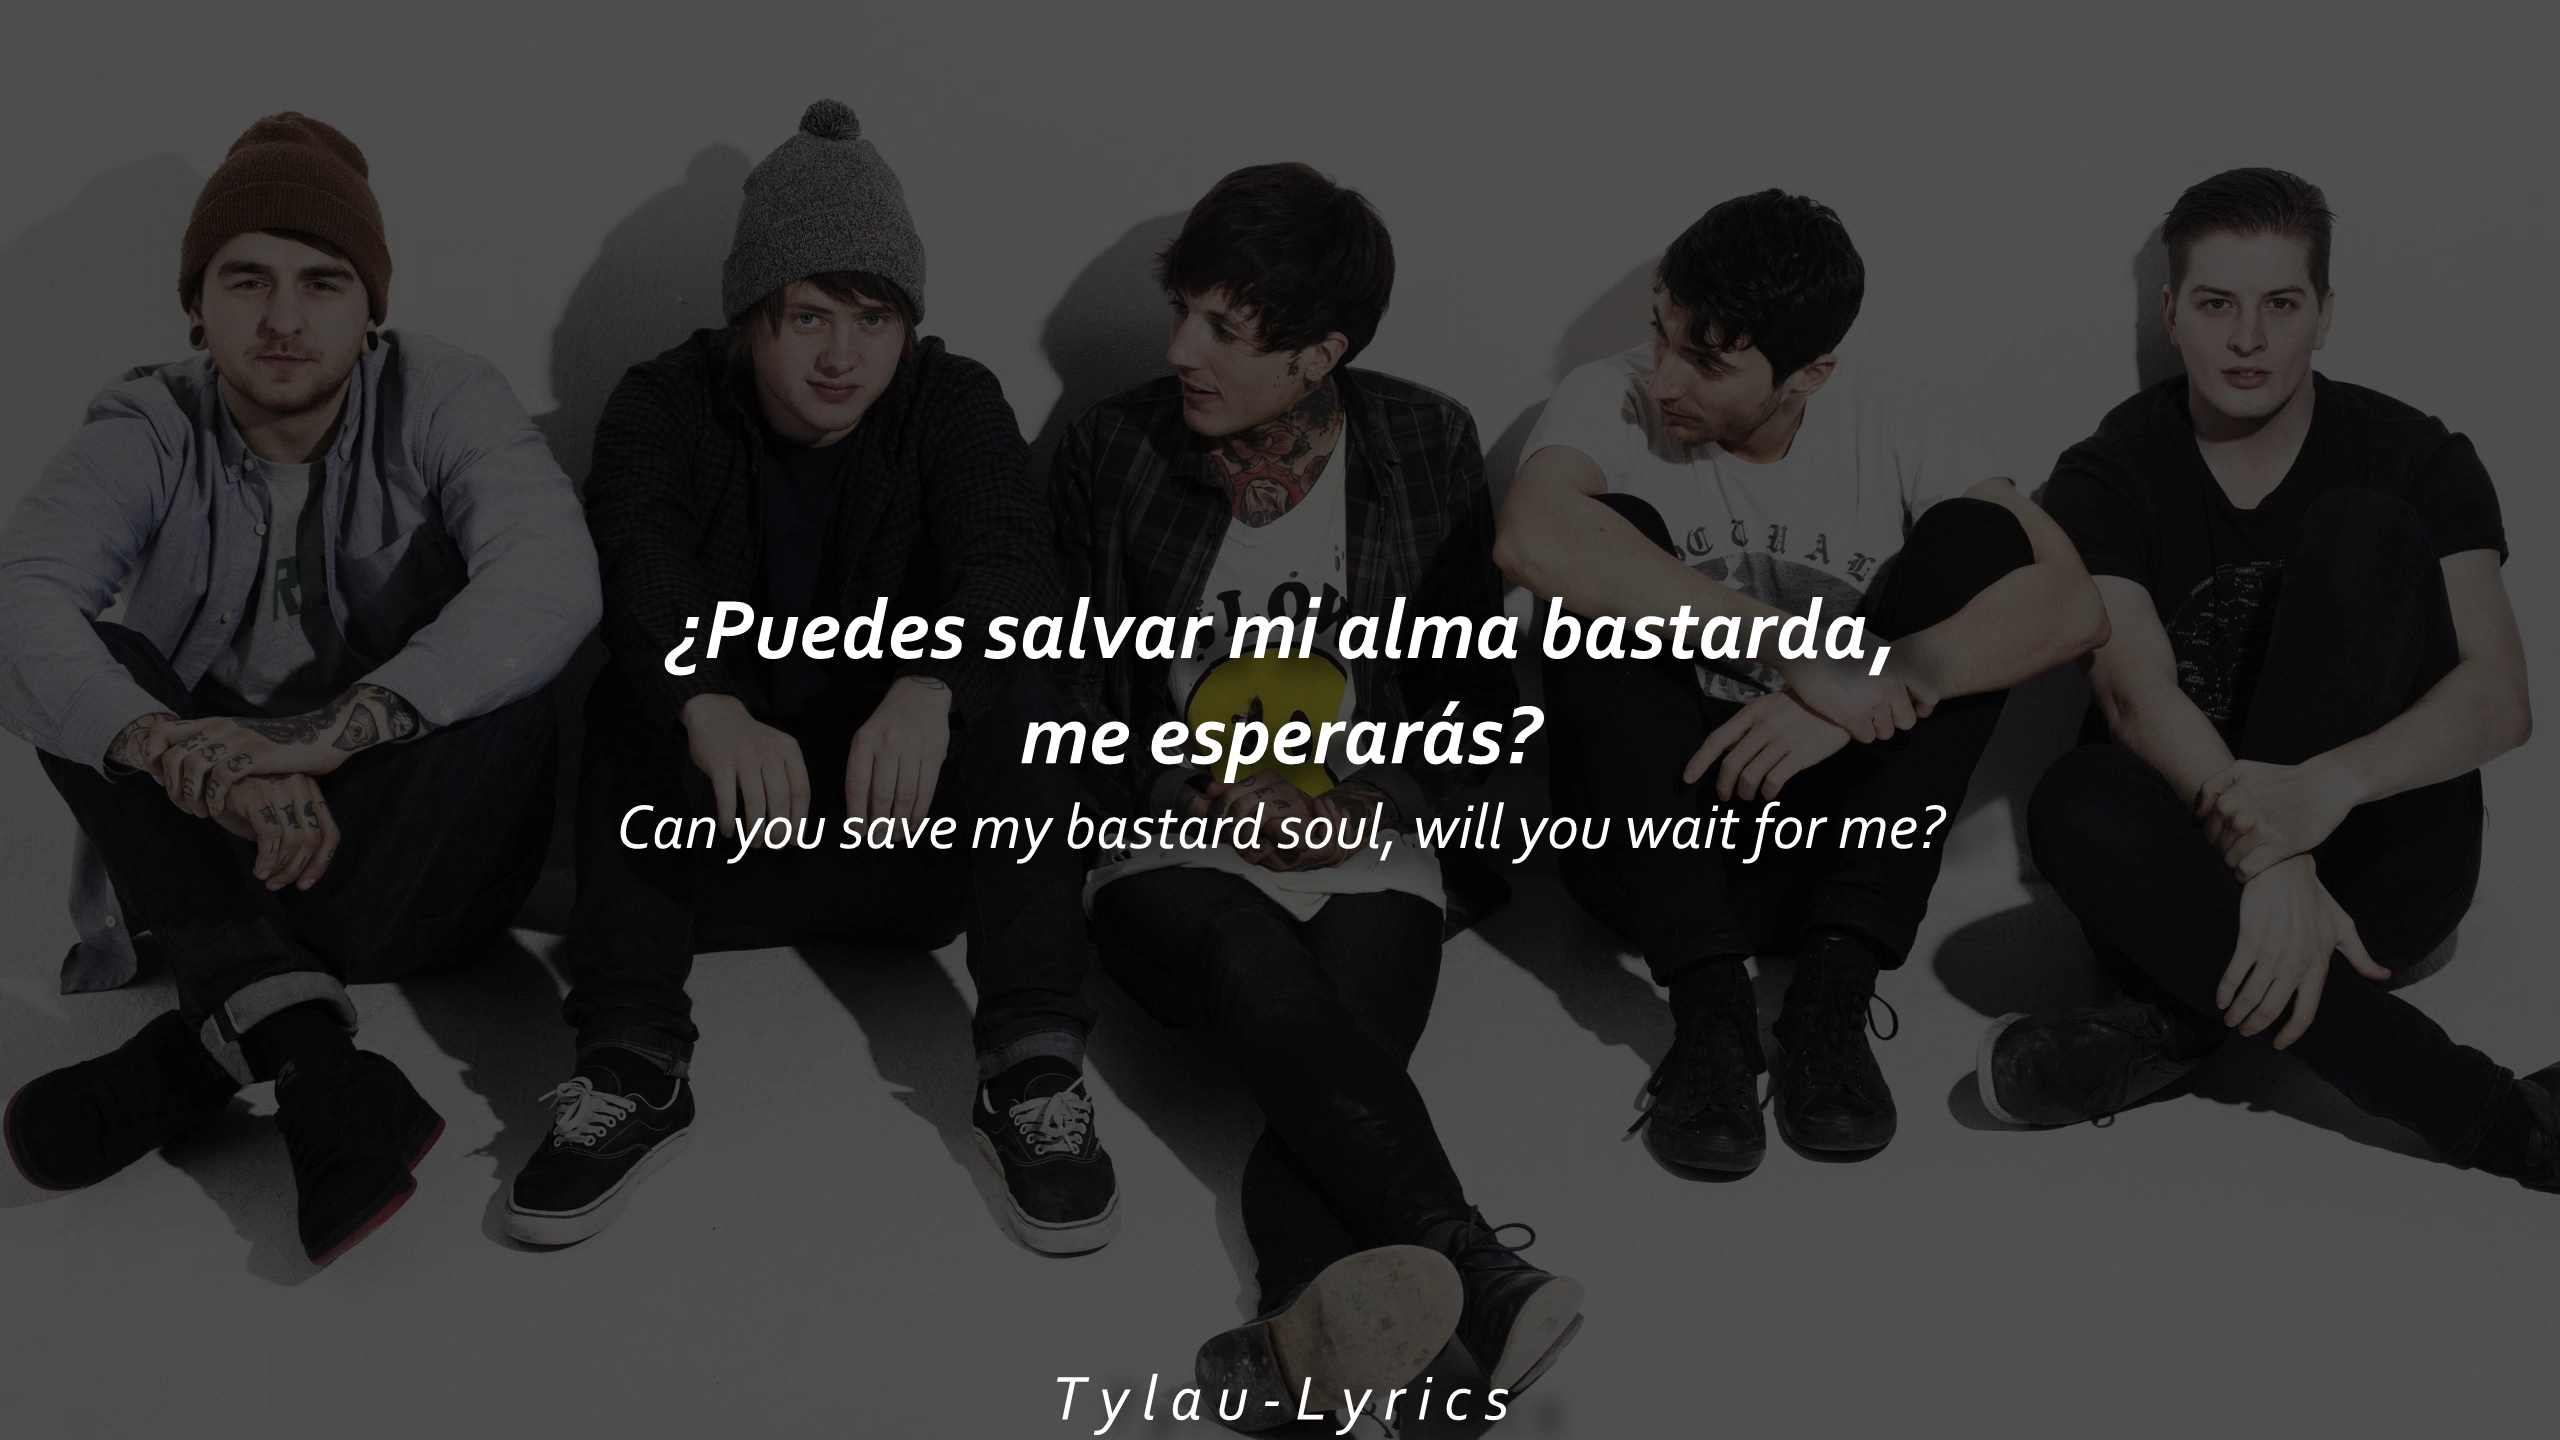 ¿Puedes salvar mi alma bastarda,
me esperarás?
Can you save my bastard soul, will you wait for me?
Tylau-Lyrics